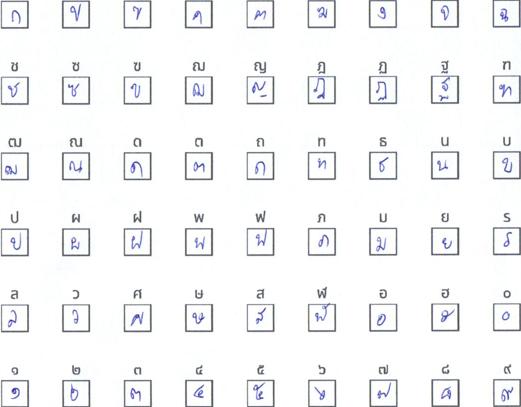 ก ข ฃ ค ฅ ฆ ง จ ฉ
ช ซ ฃ ฌ ญ ฎ ฏ ฐ ฑ
ช ซ ข ฌ ญ ฎ ฏ ฐ ฑ
ฒ ณ ด ต ถ ท ธ น บ
ฒ ณ ด ต ถ ท ธ น บ
ป ผ ฝ พ ฟ ภ ม ย ร
ป ผ ฝ พ ฟ ภ ม ย ร
ล ว ศ ษ ส ฬ อ ฮ ๐
ล ว ศ ษ ส ฬ อ ฮ ๐
๑ ๒ ๓ ๔ ๕ ๖ ๗ ๘ ๙
๑ ๒ ๓ ๔ ๕ ๖ ๗ ๘ ๙